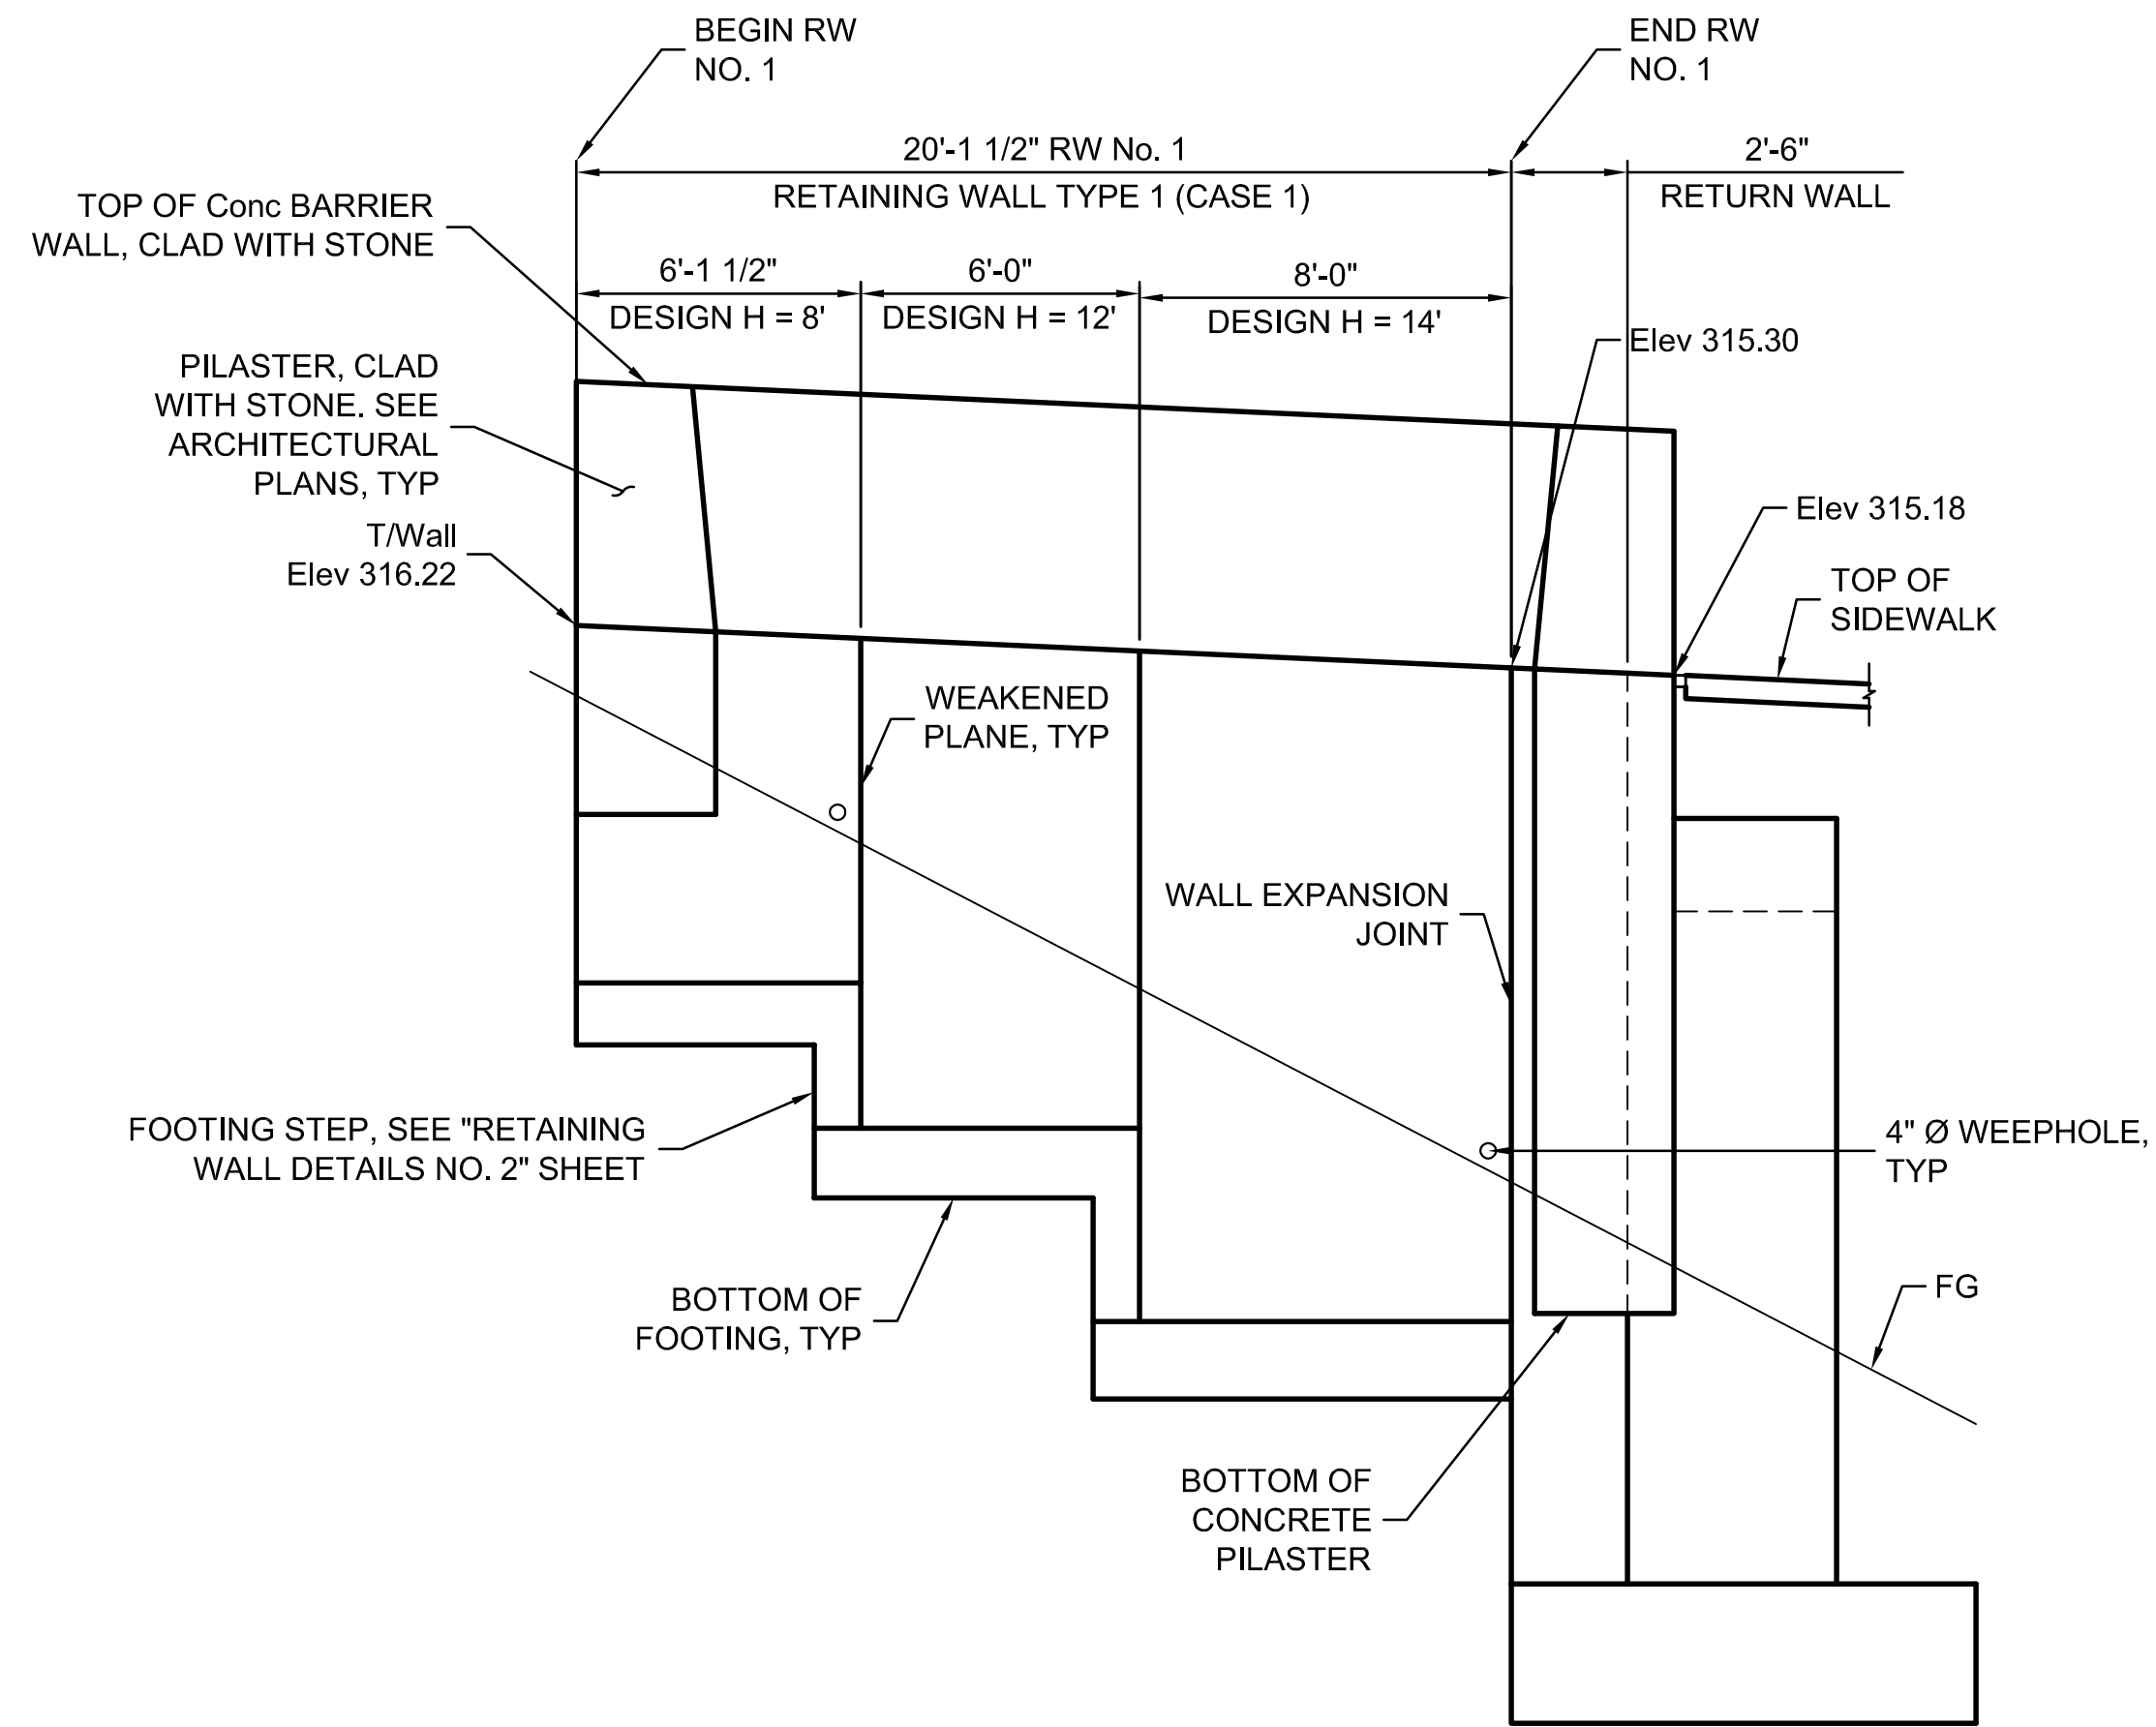 BEGIN RW
NO. 1
END RW
NO. 1
20'-1 1/2" RW No. 1
RETAINING WALL TYPE 1 (CASE 1)
2'-6"
RETURN WALL
TOP OF Conc BARRIER
WALL, CLAD WITH STONE
6'-1 1/2"
DESIGN H = 8'
6'-0"
DESIGN H = 12'
8'-0"
DESIGN H = 14'
Elev 315.30
PILASTER, CLAD
WITH STONE. SEE
ARCHITECTURAL
PLANS, TYP
T/Wall
Elev 316.22
Elev 315.18
TOP OF
SIDEWALK
WEAKENED
PLANE, TYP
WALL EXPANSION
JOINT
FOOTING STEP, SEE "RETAINING
WALL DETAILS NO. 2" SHEET
4" Ø WEEPHOLE,
TYP
BOTTOM OF
FOOTING, TYP
FG
BOTTOM OF
CONCRETE
PILASTER